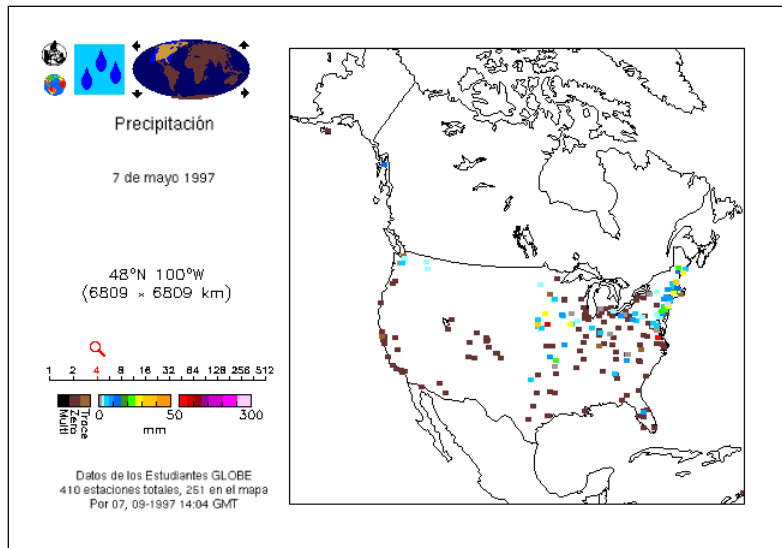 Precipitación
7 de mayo 1997
48°N 100°W
(6809 × 6809 km)
1 2 4 8 16 32 64 128 256 512
Multi Zero Trace
0 50 300
mm
Datos de los Estudiantes GLOBE
410 estaciones totales, 251 en el mapa
Por 07, 09-1997 14:04 GMT